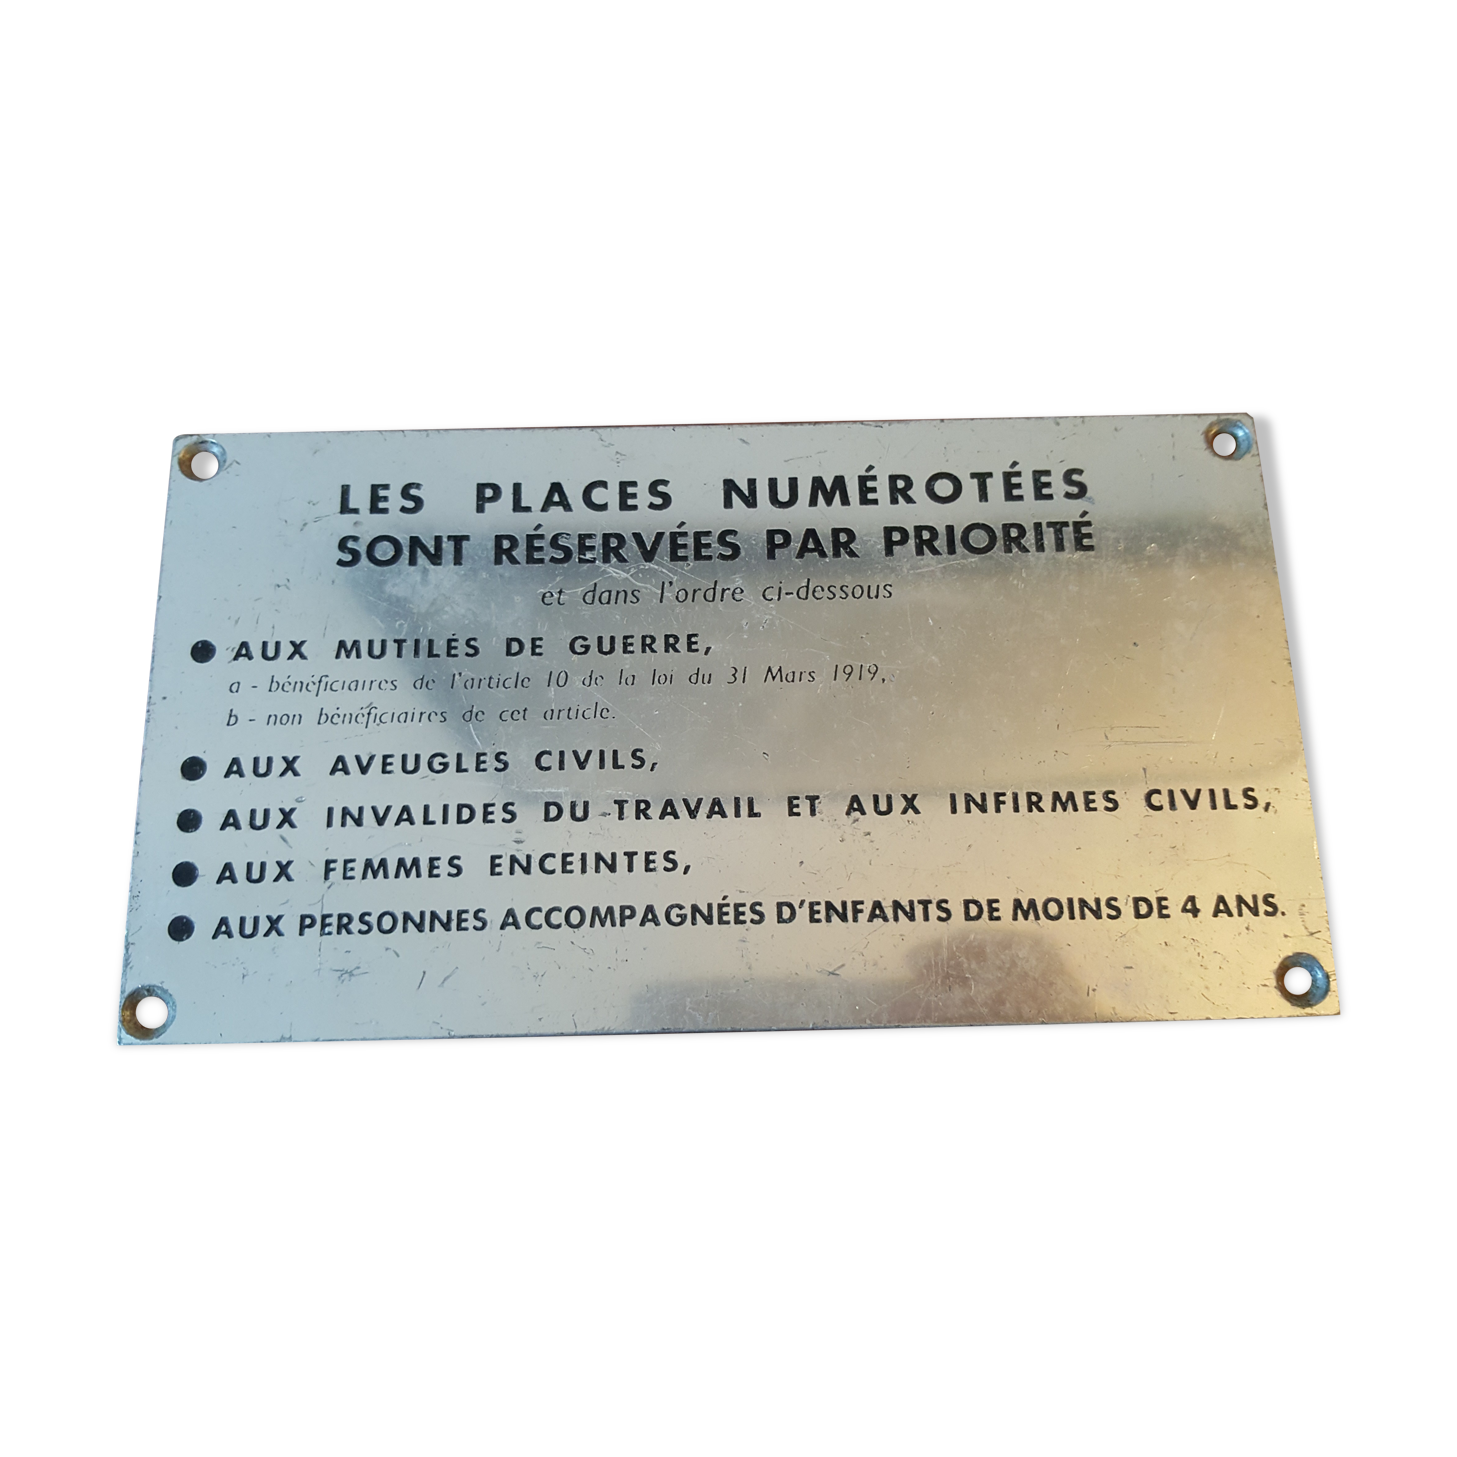 LES PLACES NUMÉROTÉES
SONT RÉSERVÉES PAR PRIORITÉ
et dans l'ordre ci-dessous
● AUX MUTILÉS DE GUERRE,
a - bénéficiaires de l'article 10 de la loi du 31 Mars 1919,
b - non bénéficiaires de cet article.
● AUX AVEUGLES CIVILS,
● AUX INVALIDES DU TRAVAIL ET AUX INFIRMES CIVILS,
● AUX FEMMES ENCEINTES,
● AUX PERSONNES ACCOMPAGNÉES D'ENFANTS DE MOINS DE 4 ANS.